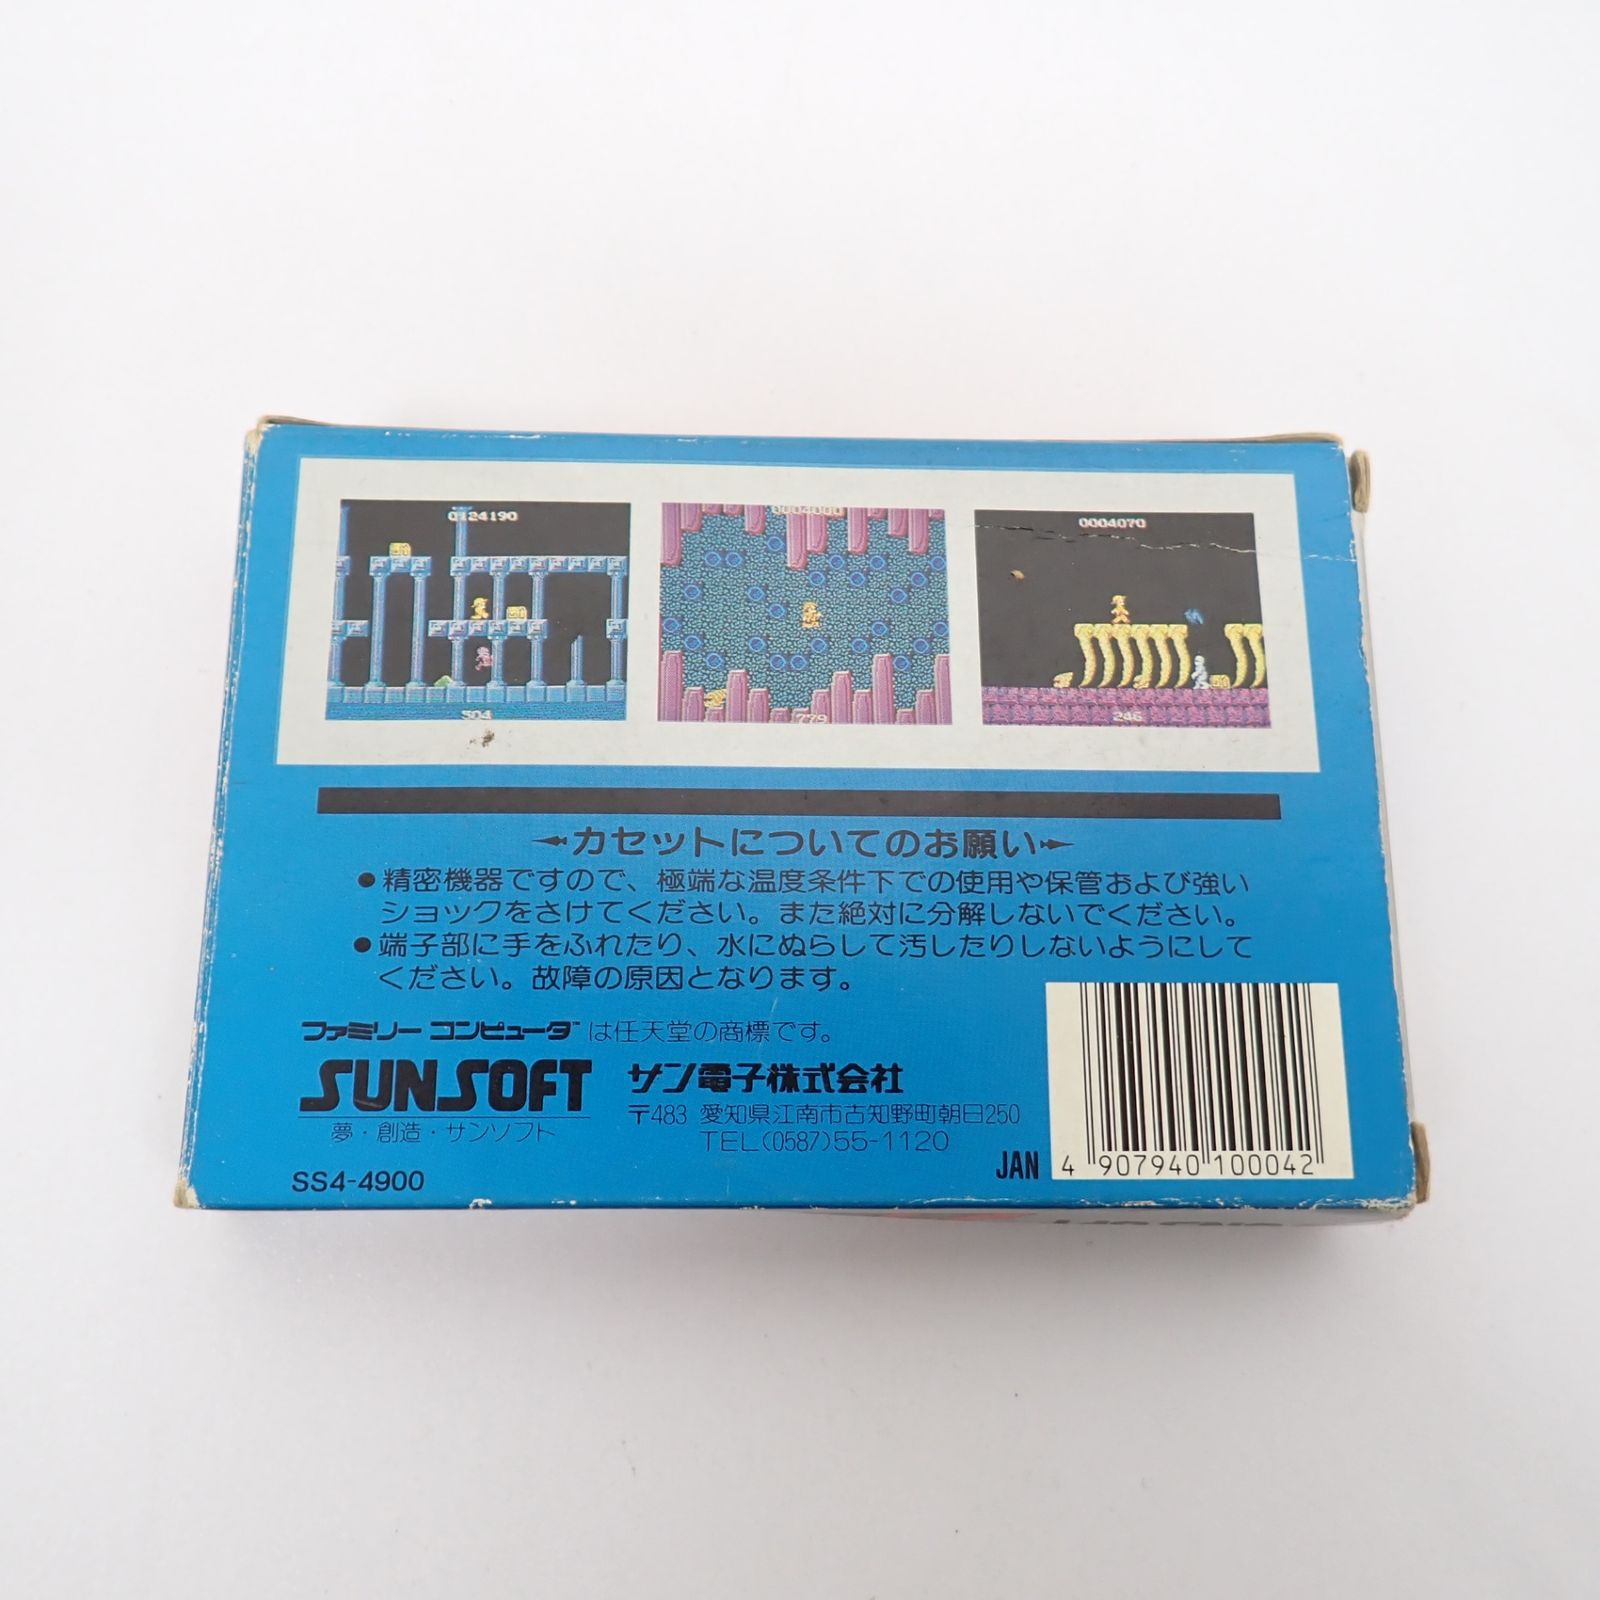 0124190
304
779
0004070
246
カセットについてのお願い
●精密機器ですので、極端な温度条件下での使用や保管および強い
ショックをさけてください。また絶対に分解しないでください。
●端子部に手をふれたり、水にぬらして汚したりしないようにして
ください。故障の原因となります。
ファミリーコンピュータ™は任天堂の商標です。
SUNSOFT
夢・創造・サンソフト
サン電子株式会社
〒483 愛知県江南市古知野町朝日250
TEL(0587)55-1120
SS4-4900
JAN 4 907940 100042